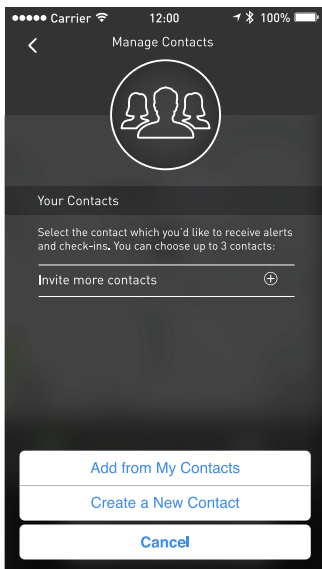 Carrier 12:00 100%
Manage Contacts
Your Contacts
Select the contact which you'd like to receive alerts
and check-ins. You can choose up to 3 contacts:
Invite more contacts
Add from My Contacts
Create a New Contact
Cancel